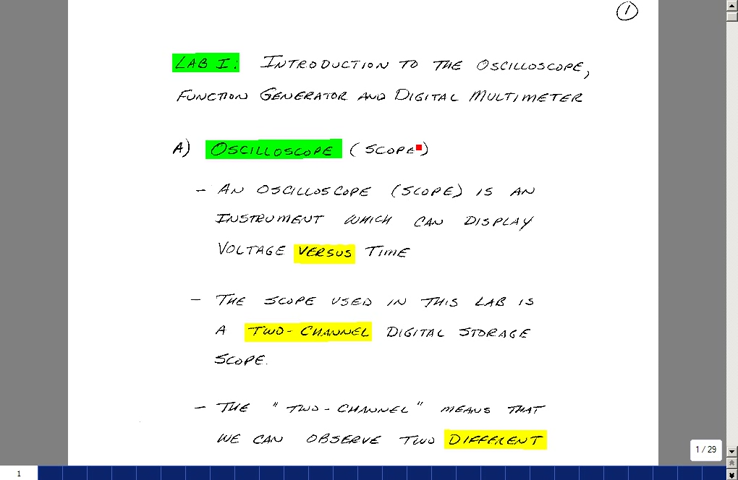 1
LAB I: INTRODUCTION TO THE OSCILLOSCOPE,
FUNCTION GENERATOR AND DIGITAL MULTIMETER
A) OSCILLOSCOPE (SCOPE)
- AN OSCILLOSCOPE (SCOPE) IS AN
INSTRUMENT WHICH CAN DISPLAY
VOLTAGE VERSUS TIME
- THE SCOPE USED IN THIS LAB IS
A TWO-CHANNEL DIGITAL STORAGE
SCOPE.
- THE "TWO-CHANNEL" MEANS THAT
WE CAN OBSERVE TWO DIFFERENT
1 / 29
1